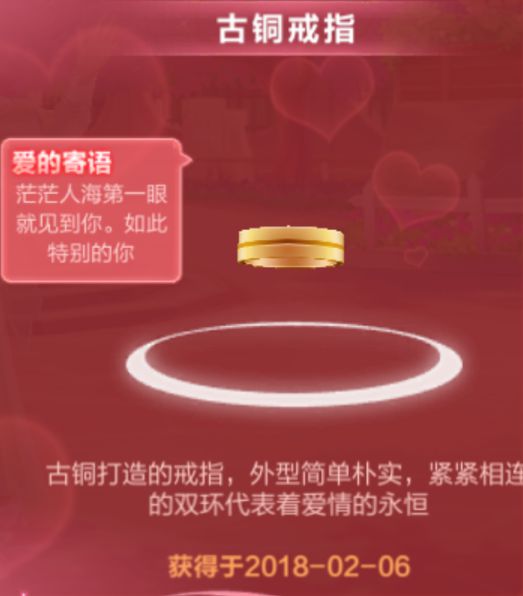 古铜戒指
爱的寄语
茫茫人海第一眼
就见到你。如此
特别的你
古铜打造的戒指，外型简单朴实，紧紧相连
的双环代表着爱情的永恒
获得于2018-02-06